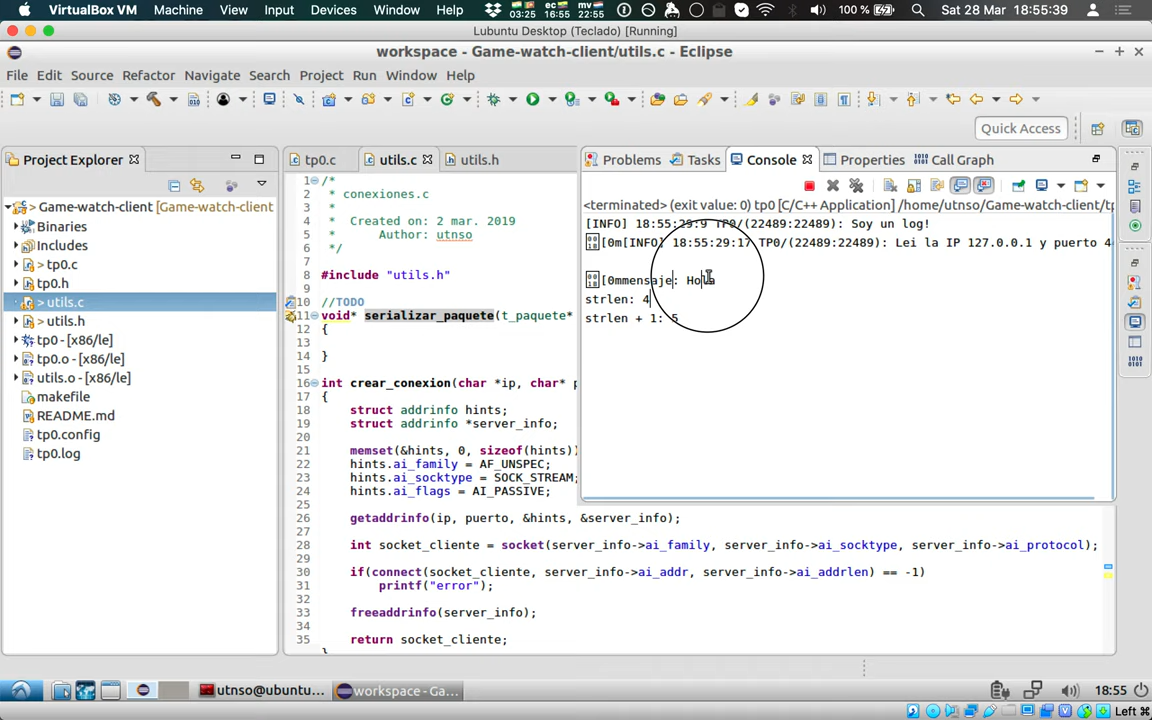 VirtualBox VM Machine View Input Devices Window Help 03:25 ec 16:55 mv 22:55 100 % Sat 28 Mar 18:55:39
Lubuntu Desktop (Teclado) [Running]
workspace - Game-watch-client/utils.c - Eclipse
File Edit Source Refactor Navigate Search Project Run Window Help
Quick Access
Project Explorer
> Game-watch-client [Game-watch-client
Binaries
Includes
> tp0.c
tp0.h
> utils.c
> utils.h
tp0 - [x86/le]
tp0.o - [x86/le]
utils.o - [x86/le]
makefile
README.md
tp0.config
tp0.log
tp0.c utils.c utils.h
1 /*
2 * conexiones.c
3 *
4 * Created on: 2 mar. 2019
5 * Author: utnso
6 */
7
8 #include "utils.h"
9
10 //TODO
11 void* serializar_paquete(t_paquete*
12 {
13
14 }
15
16 int crear_conexion(char *ip, char* p
17 {
18 struct addrinfo hints;
19 struct addrinfo *server_info;
20
21 memset(&hints, 0, sizeof(hints))
22 hints.ai_family = AF_UNSPEC;
23 hints.ai_socktype = SOCK_STREAM;
24 hints.ai_flags = AI_PASSIVE;
25
26 getaddrinfo(ip, puerto, &hints, &server_info);
27
28 int socket_cliente = socket(server_info->ai_family, server_info->ai_socktype, server_info->ai_protocol);
29
30 if(connect(socket_cliente, server_info->ai_addr, server_info->ai_addrlen) == -1)
31 printf("error");
32
33 freeaddrinfo(server_info);
34
35 return socket_cliente;
Problems Tasks Console Properties Call Graph
<terminated> (exit value: 0) tp0 [C/C++ Application] /home/utnso/Game-watch-client/tp
[INFO] 18:55:29:9 TP0/(22489:22489): Soy un log!
[0m[INFO] 18:55:29:17 TP0/(22489:22489): Lei la IP 127.0.0.1 y puerto 4
[0mmensaje: Hola
strlen: 4
strlen + 1: 5
utnso@ubuntu... workspace - Ga... 18:55
Left ⌘